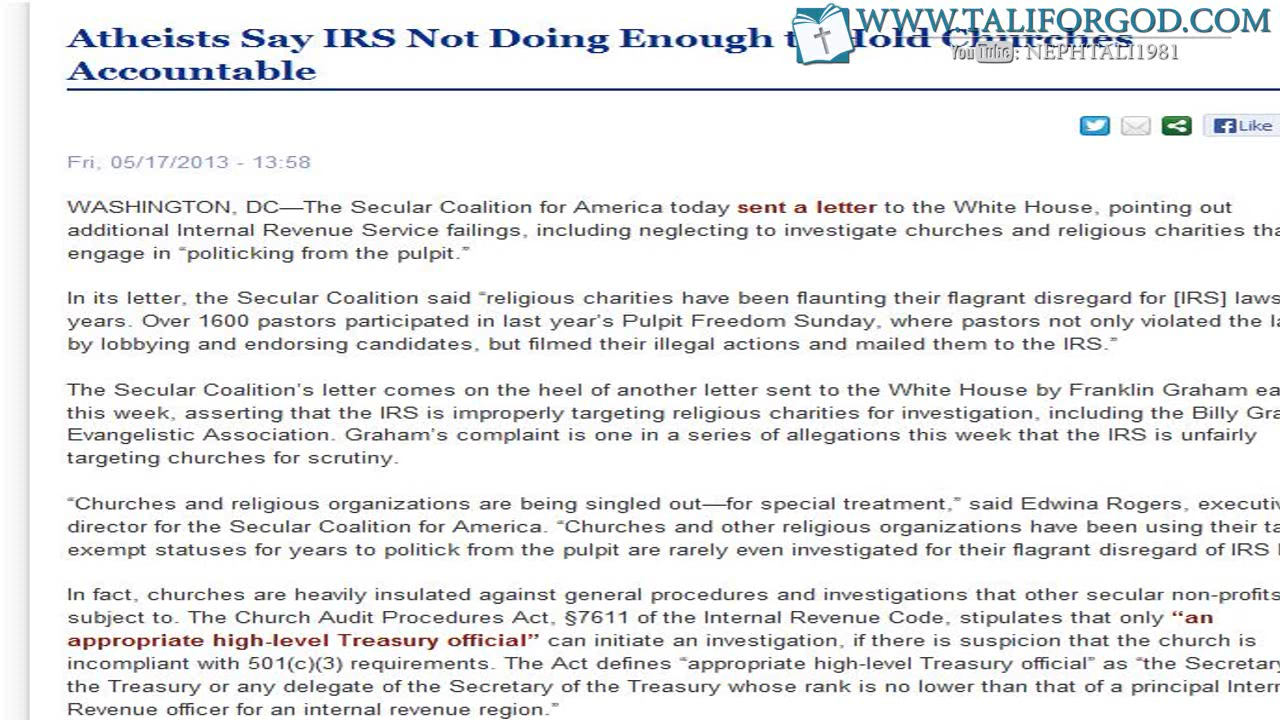 WWW.TALIFORGOD.COM
You Tube : NEPHTALI1981
Atheists Say IRS Not Doing Enough t Hold Churches
Accountable
Like
Fri, 05/17/2013 - 13:58
WASHINGTON, DC—The Secular Coalition for America today sent a letter to the White House, pointing out
additional Internal Revenue Service failings, including neglecting to investigate churches and religious charities tha
engage in “politicking from the pulpit.”
In its letter, the Secular Coalition said “religious charities have been flaunting their flagrant disregard for [IRS] laws
years. Over 1600 pastors participated in last year’s Pulpit Freedom Sunday, where pastors not only violated the la
by lobbying and endorsing candidates, but filmed their illegal actions and mailed them to the IRS.”
The Secular Coalition’s letter comes on the heel of another letter sent to the White House by Franklin Graham ea
this week, asserting that the IRS is improperly targeting religious charities for investigation, including the Billy Gra
Evangelistic Association. Graham’s complaint is one in a series of allegations this week that the IRS is unfairly
targeting churches for scrutiny.
“Churches and religious organizations are being singled out—for special treatment,” said Edwina Rogers, executiv
director for the Secular Coalition for America. “Churches and other religious organizations have been using their ta
exempt statuses for years to politick from the pulpit are rarely even investigated for their flagrant disregard of IRS
In fact, churches are heavily insulated against general procedures and investigations that other secular non-profits
subject to. The Church Audit Procedures Act, §7611 of the Internal Revenue Code, stipulates that only “an
appropriate high-level Treasury official” can initiate an investigation, if there is suspicion that the church is
incompliant with 501(c)(3) requirements. The Act defines “appropriate high-level Treasury official” as “the Secretary
the Treasury or any delegate of the Secretary of the Treasury whose rank is no lower than that of a principal Intern
Revenue officer for an internal revenue region.”